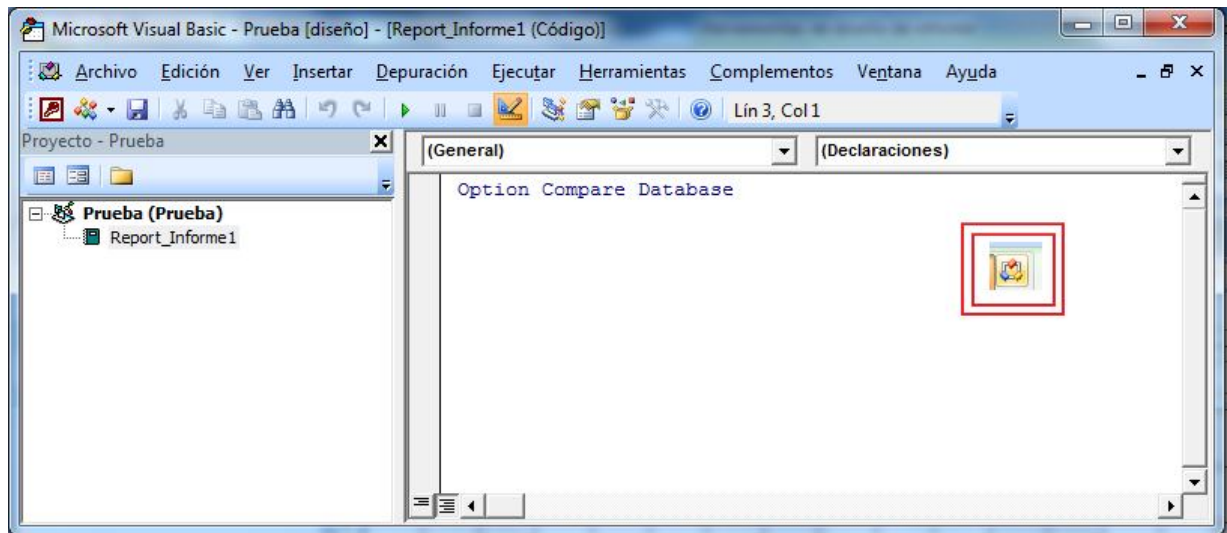 Microsoft Visual Basic - Prueba [diseño] - [Report_Informe1 (Código)]
Archivo Edición Ver Insertar Depuración Ejecutar Herramientas Complementos Ventana Ayuda
Lín 3, Col 1
Proyecto - Prueba
(General) (Declaraciones)
Option Compare Database
Prueba (Prueba)
Report_Informe1